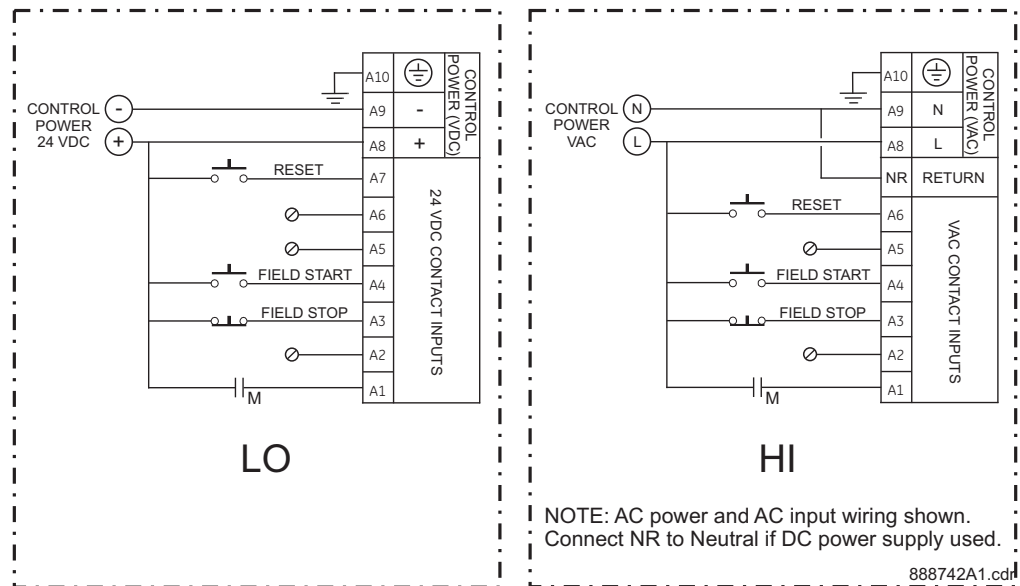 CONTROL
POWER
24 VDC
-
+
A10
A9
-
A8
+
CONTROL
POWER (VDC)
RESET
A7
A6
A5
FIELD START
A4
FIELD STOP
A3
A2
M
A1
24 VDC CONTACT INPUTS
LO
CONTROL
POWER
VAC
N
L
A10
A9
N
A8
L
CONTROL
POWER (VAC)
NR
RETURN
RESET
A6
A5
FIELD START
A4
FIELD STOP
A3
A2
M
A1
VAC CONTACT INPUTS
HI
NOTE: AC power and AC input wiring shown.
Connect NR to Neutral if DC power supply used.
888742A1.cdr